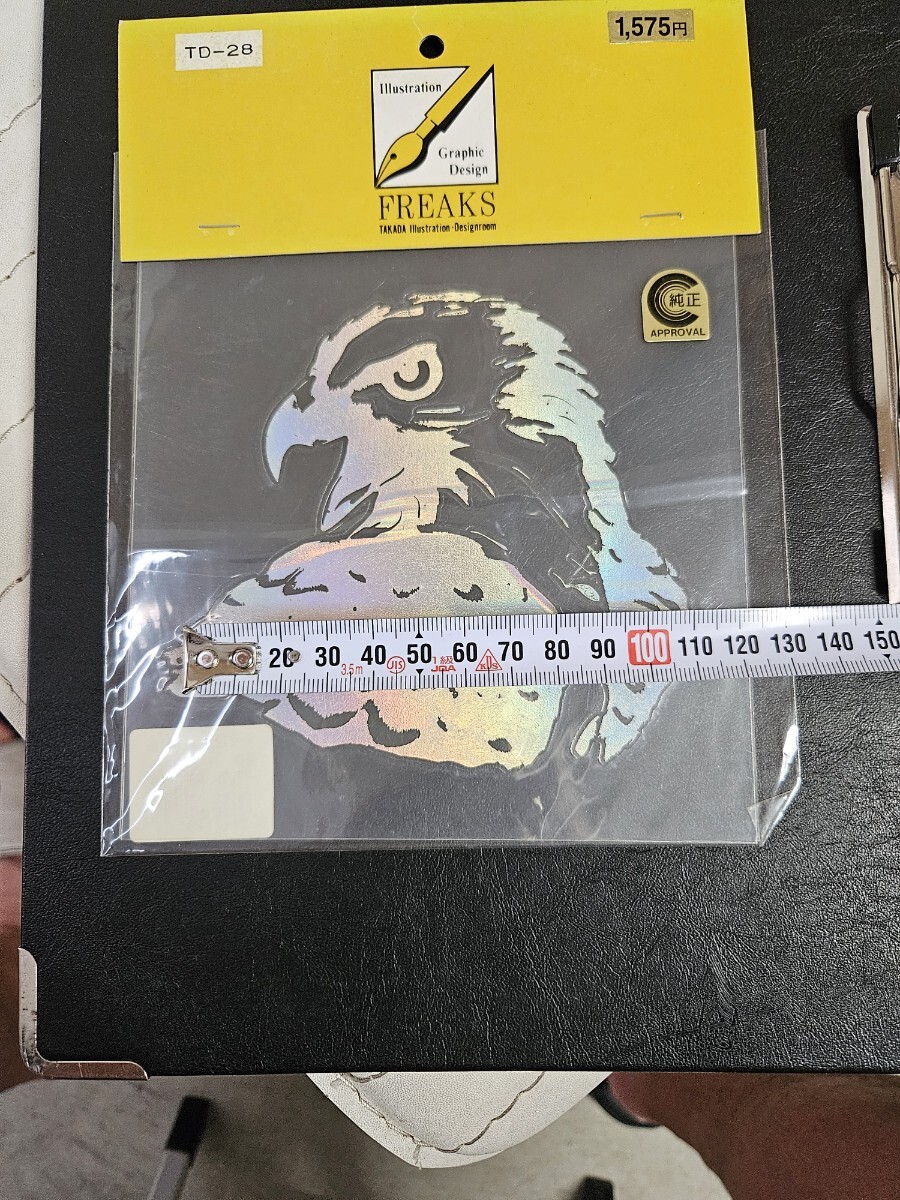 TD-28
1,575円
Illustration
Graphic
Design
FREAKS
TAKADA Illustration·Designroom
純正
APPROVAL
20 30 40 50 60 70 80 90 100 110 120 130 140 150
3.5m JIS 1級 KDS